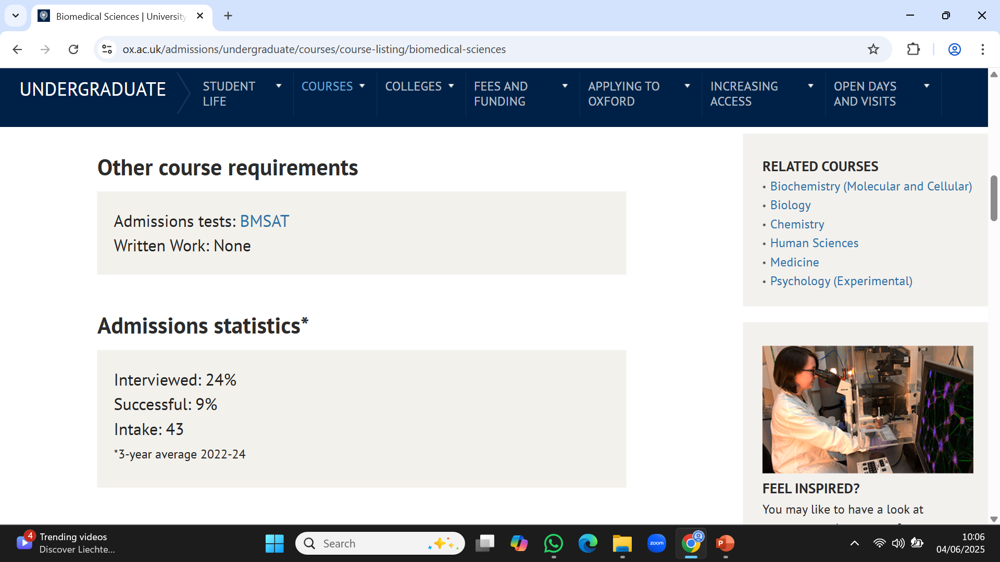 Biomedical Sciences | University
ox.ac.uk/admissions/undergraduate/courses/course-listing/biomedical-sciences
UNDERGRADUATE
STUDENT
LIFE
COURSES
COLLEGES
FEES AND
FUNDING
APPLYING TO
OXFORD
INCREASING
ACCESS
OPEN DAYS
AND VISITS
Other course requirements
Admissions tests: BMSAT
Written Work: None
Admissions statistics*
Interviewed: 24%
Successful: 9%
Intake: 43
*3-year average 2022-24
RELATED COURSES
• Biochemistry (Molecular and Cellular)
• Biology
• Chemistry
• Human Sciences
• Medicine
• Psychology (Experimental)
FEEL INSPIRED?
You may like to have a look at
4
Trending videos
Discover Liechte...
Search
zoom
P
10:06
04/06/2025